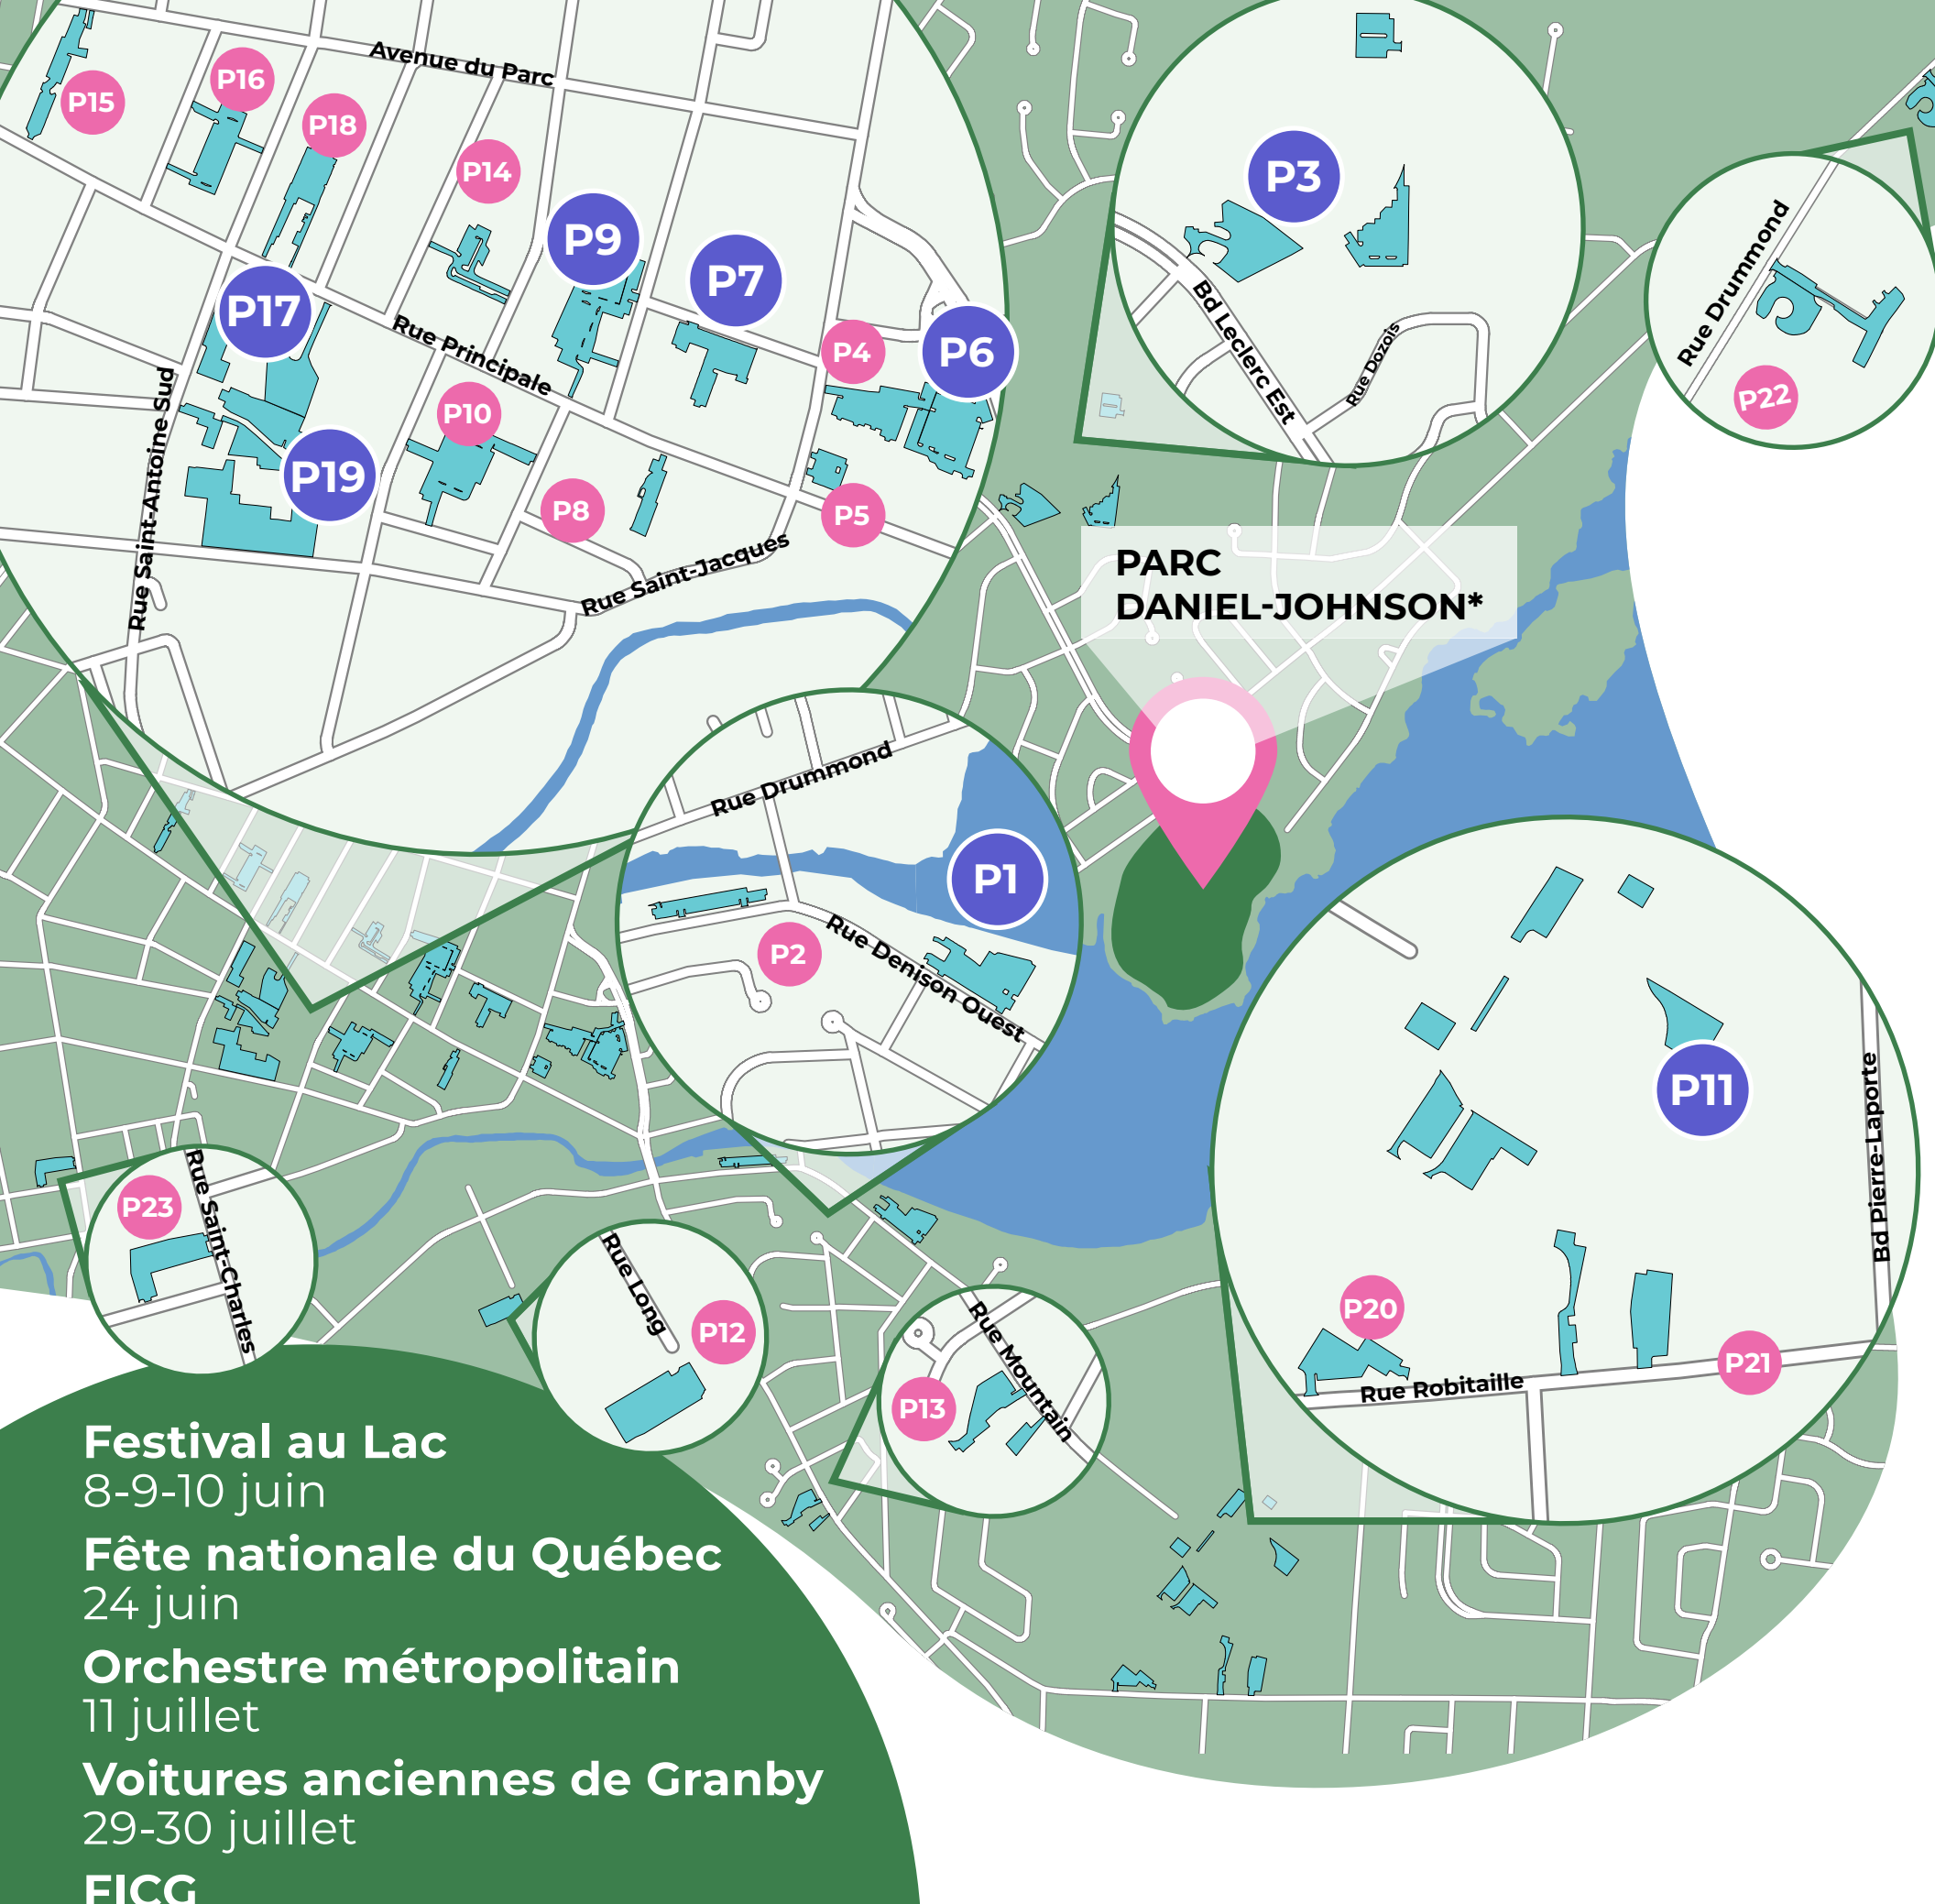 Avenue du Parc
P15
P16
P18
P14
P9
P7
P17
P4
P6
Rue Principale
P10
P19
P8
P5
Rue Saint-Antoine Sud
Rue Saint-Jacques
P3
Bd Leclerc Est
Rue Dozois
Rue Drummond
P22
PARC
DANIEL-JOHNSON*
Rue Drummond
P1
P2
Rue Denison Ouest
P11
Bd Pierre-Laporte
P20
P21
Rue Robitaille
P23
Rue Saint-Charles
Rue Long
P12
Rue Mountain
P13
Festival au Lac
8-9-10 juin
Fête nationale du Québec
24 juin
Orchestre métropolitain
11 juillet
Voitures anciennes de Granby
29-30 juillet
FICG